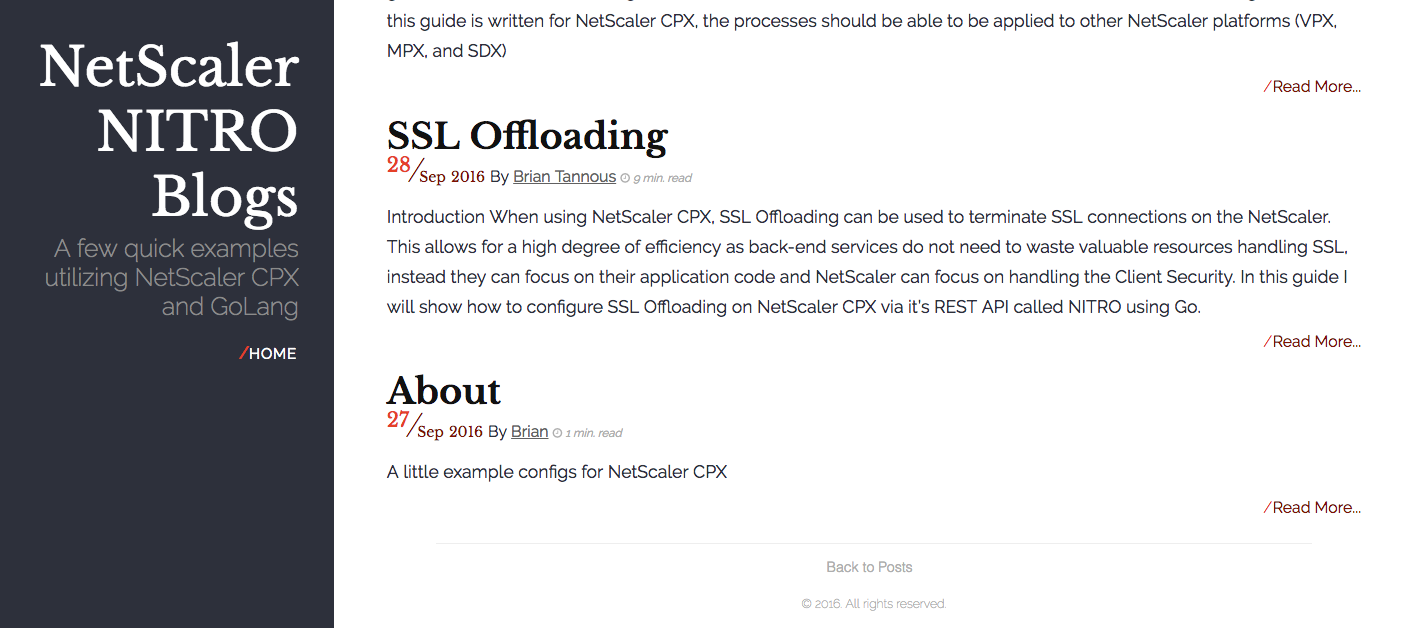 NetScaler
NITRO
Blogs
A few quick examples
utilizing NetScaler CPX
and GoLang
/HOME
this guide is written for NetScaler CPX, the processes should be able to be applied to other NetScaler platforms (VPX,
MPX, and SDX)
/Read More...
SSL Offloading
28/Sep 2016 By Brian Tannous 9 min. read
Introduction When using NetScaler CPX, SSL Offloading can be used to terminate SSL connections on the NetScaler.
This allows for a high degree of efficiency as back-end services do not need to waste valuable resources handling SSL,
instead they can focus on their application code and NetScaler can focus on handling the Client Security. In this guide I
will show how to configure SSL Offloading on NetScaler CPX via it's REST API called NITRO using Go.
/Read More...
About
27/Sep 2016 By Brian 1 min. read
A little example configs for NetScaler CPX
/Read More...
Back to Posts
© 2016. All rights reserved.